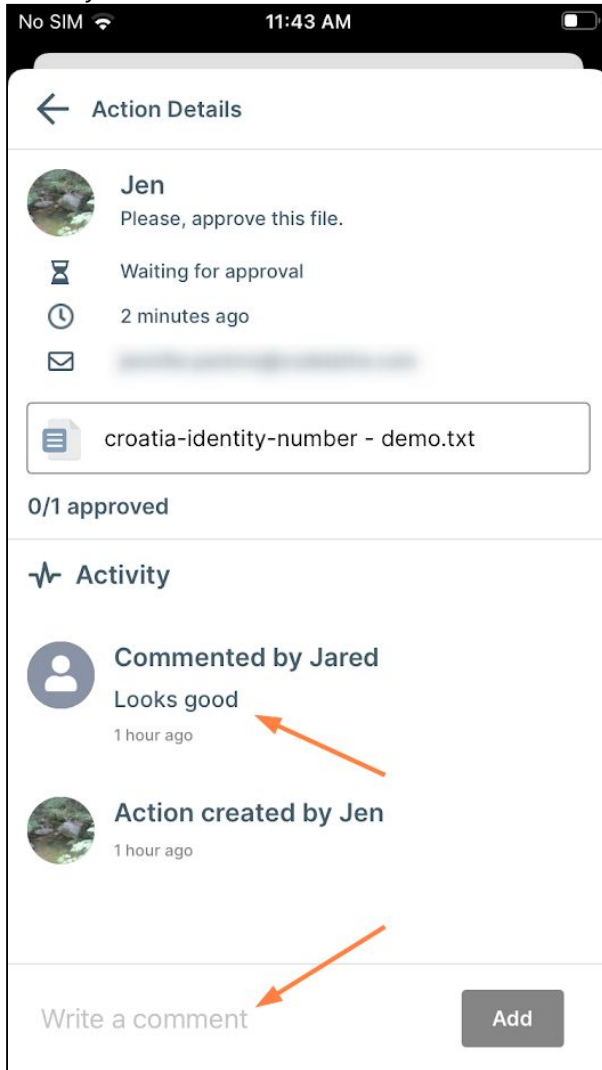 No SIM 11:43 AM
Action Details
Jen
Please, approve this file.
Waiting for approval
2 minutes ago
croatia-identity-number - demo.txt
0/1 approved
Activity
Commented by Jared
Looks good
1 hour ago
Action created by Jen
1 hour ago
Write a comment
Add